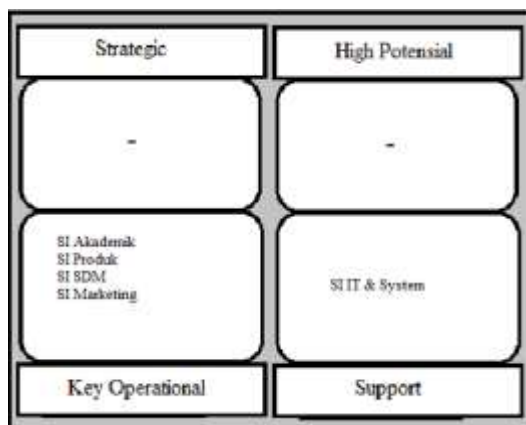 Strategic
High Potensial
-
-
SI Akademik
SI Produk
SI SDM
SI Marketing
SI IT & System
Key Operational
Support